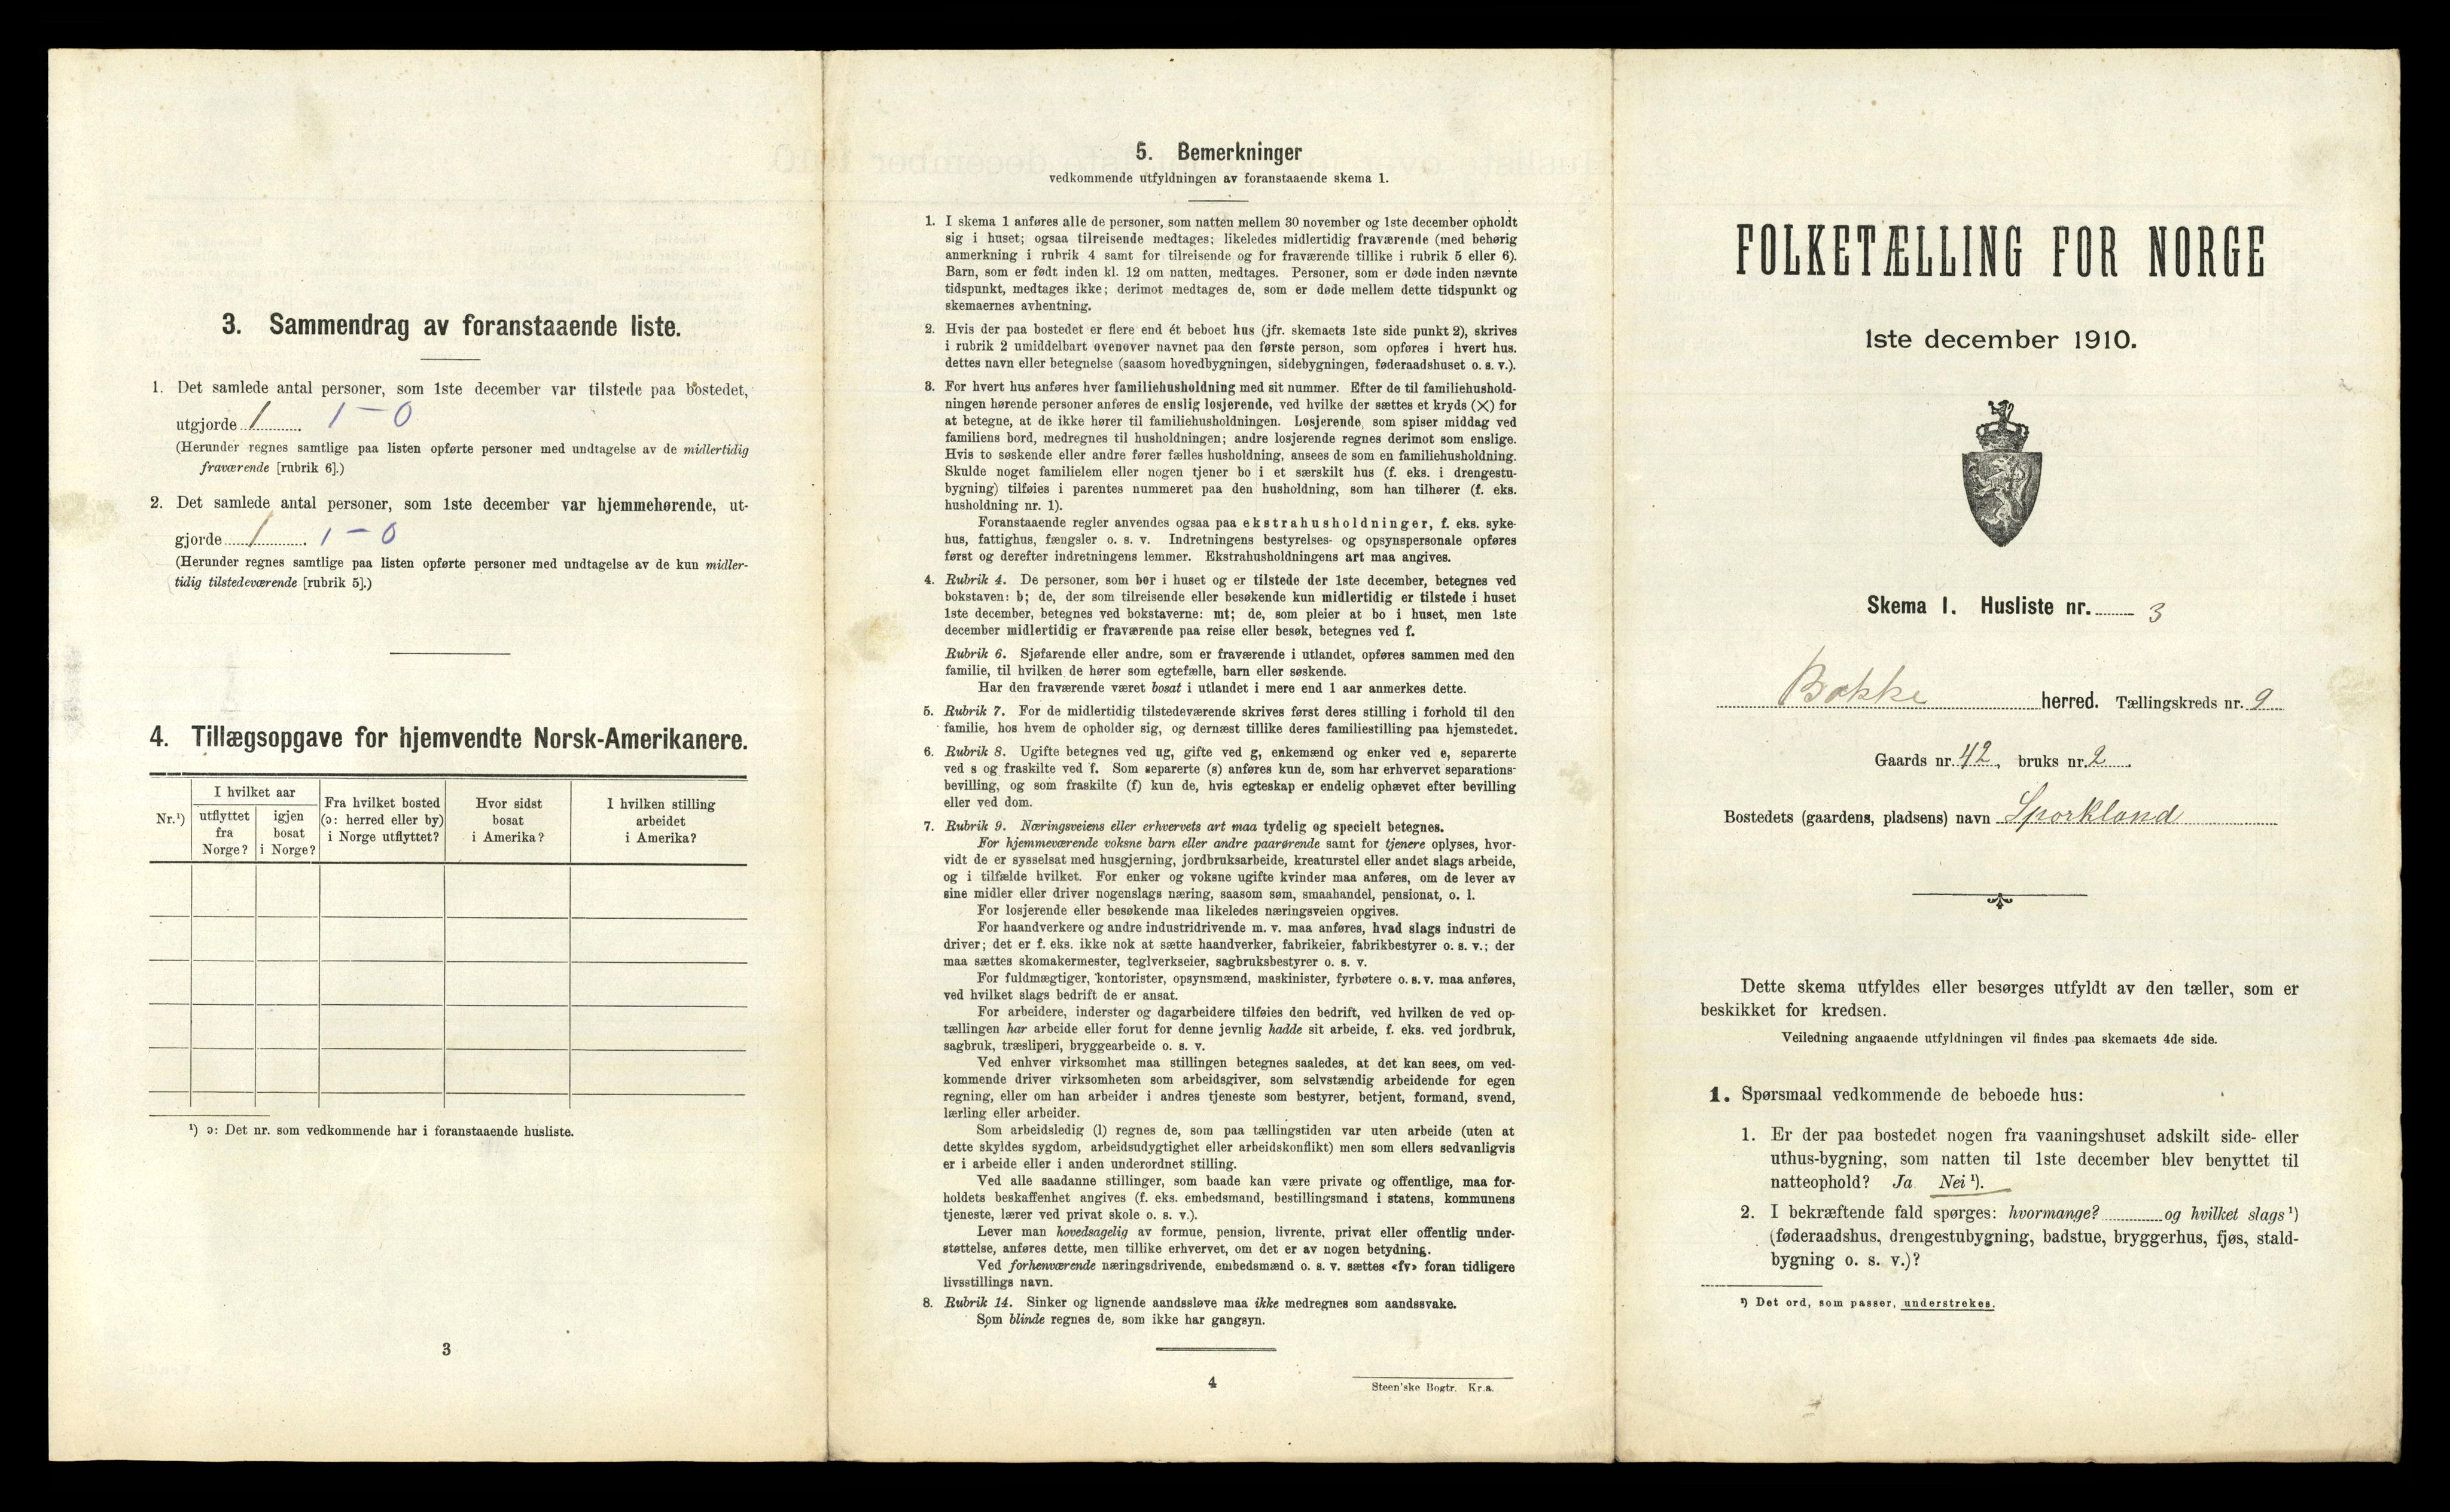 3. Sammendrag av foranstaaende liste.
1. Det samlede antal personer, som 1ste december var tilstede paa bostedet,
utgjorde 1. 1 – 0
(Herunder regnes samtlige paa listen opførte personer med undtagelse av de midlertidig
fraværende [rubrik 6].)
2. Det samlede antal personer, som 1ste december var hjemmehørende, ut-
gjorde 1. 1 – 0
(Herunder regnes samtlige paa listen opførte personer med undtagelse av de kun midler-
tidig tilstedeværende [rubrik 5].)
4. Tillægsopgave for hjemvendte Norsk-Amerikanere.
Nr.¹)
I hvilket aar
utflyttet
fra
Norge?
igjen
bosat
i Norge?
Fra hvilket bosted
(ɔ: herred eller by)
i Norge utflyttet?
Hvor sidst
bosat
i Amerika?
I hvilken stilling
arbeidet
i Amerika?
¹) ɔ: Det nr. som vedkommende har i foranstaaende husliste.
3
5. Bemerkninger
vedkommende utfyldningen av foranstaaende skema 1.
1. I skema 1 anføres alle de personer, som natten mellem 30 november og 1ste december opholdt
sig i huset; ogsaa tilreisende medtages; likeledes midlertidig fraværende (med behørig
anmerkning i rubrik 4 samt for tilreisende og for fraværende tillike i rubrik 5 eller 6).
Barn, som er født inden kl. 12 om natten, medtages. Personer, som er døde inden nævnte
tidspunkt, medtages ikke; derimot medtages de, som er døde mellem dette tidspunkt og
skemaernes avhentning.
2. Hvis der paa bostedet er flere end ét beboet hus (jfr. skemaets 1ste side punkt 2), skrives
i rubrik 2 umiddelbart ovenover navnet paa den første person, som opføres i hvert hus.
dettes navn eller betegnelse (saasom hovedbygningen, sidebygningen, føderaadshuset o. s. v.).
3. For hvert hus anføres hver familiehusholdning med sit nummer. Efter de til familiehushold-
ningen hørende personer anføres de enslig losjerende, ved hvilke der sættes et kryds (×) for
at betegne, at de ikke hører til familiehusholdningen. Losjerende, som spiser middag ved
familiens bord, medregnes til husholdningen; andre losjerende regnes derimot som enslige.
Hvis to søskende eller andre fører fælles husholdning, ansees de som en familiehusholdning.
Skulde noget familielem eller nogen tjener bo i et særskilt hus (f. eks. i drengestu-
bygning) tilføies i parentes nummeret paa den husholdning, som han tilhører (f. eks.
husholdning nr. 1).
Foranstaaende regler anvendes ogsaa paa ekstrahusholdninger, f. eks. syke-
hus, fattighus, fængsler o. s. v. Indretningens bestyrelses- og opsynspersonale opføres
først og derefter indretningens lemmer. Ekstrahusholdningens art maa angives.
4. Rubrik 4. De personer, som bor i huset og er tilstede der 1ste december, betegnes ved
bokstaven: b; de, der som tilreisende eller besøkende kun midlertidig er tilstede i huset
1ste december, betegnes ved bokstaverne: mt; de, som pleier at bo i huset, men 1ste
december midlertidig er fraværende paa reise eller besøk, betegnes ved f.
Rubrik 6. Sjøfarende eller andre, som er fraværende i utlandet, opføres sammen med den
familie, til hvilken de hører som egtefælle, barn eller søskende.
Har den fraværende været bosat i utlandet i mere end 1 aar anmerkes dette.
5. Rubrik 7. For de midlertidig tilstedeværende skrives først deres stilling i forhold til den
familie, hos hvem de opholder sig, og dernæst tillike deres familiestilling paa hjemstedet.
6. Rubrik 8. Ugifte betegnes ved ug, gifte ved g, enkemænd og enker ved e, separerte
ved s og fraskilte ved f. Som separerte (s) anføres kun de, som har erhvervet separations-
bevilling, og som fraskilte (f) kun de, hvis egteskap er endelig ophævet efter bevilling
eller ved dom.
7. Rubrik 9. Næringsveiens eller erhvervets art maa tydelig og specielt betegnes.
For hjemmeværende voksne barn eller andre paarørende samt for tjenere oplyses, hvor-
vidt de er sysselsat med husgjerning, jordbruksarbeide, kreaturstel eller andet slags arbeide,
og i tilfælde hvilket. For enker og voksne ugifte kvinder maa anføres, om de lever av
sine midler eller driver nogenslags næring, saasom søm, smaahandel, pensionat, o. l.
For losjerende eller besøkende maa likeledes næringsveien opgives.
For haandverkere og andre industridrivende m. v. maa anføres, hvad slags industri de
driver; det er f. eks. ikke nok at sætte haandverker, fabrikeier, fabrikbestyrer o. s. v.; der
maa sættes skomakermester, teglverkseier, sagbruksbestyrer o. s. v.
For fuldmægtiger, kontorister, opsynsmænd, maskinister, fyrbøtere o. s. v. maa anføres,
ved hvilket slags bedrift de er ansat.
For arbeidere, inderster og dagarbeidere tilføies den bedrift, ved hvilken de ved op-
tællingen har arbeide eller forut for denne jevnlig hadde sit arbeide, f. eks. ved jordbruk,
sagbruk, træsliperi, bryggearbeide o. s. v.
Ved enhver virksomhet maa stillingen betegnes saaledes, at det kan sees, om ved-
kommende driver virksomheten som arbeidsgiver, som selvstændig arbeidende for egen
regning, eller om han arbeider i andres tjeneste som bestyrer, betjent, formand, svend,
lærling eller arbeider.
Som arbeidsledig (l) regnes de, som paa tællingstiden var uten arbeide (uten at
dette skyldes sygdom, arbeidsudygtighet eller arbeidskonflikt) men som ellers sedvanligvis
er i arbeide eller i anden underordnet stilling.
Ved alle saadanne stillinger, som baade kan være private og offentlige, maa for-
holdets beskaffenhet angives (f. eks. embedsmand, bestillingsmand i statens, kommunens
tjeneste, lærer ved privat skole o. s. v.).
Lever man hovedsagelig av formue, pension, livrente, privat eller offentlig under-
støttelse, anføres dette, men tillike erhvervet, om det er av nogen betydning.
Ved forhenværende næringsdrivende, embedsmænd o. s. v. sættes «fv» foran tidligere
livsstillings navn.
8. Rubrik 14. Sinker og lignende aandssløve maa ikke medregnes som aandssvake.
Som blinde regnes de, som ikke har gangsyn.
4
Steen'ske Bogtr. Kr.a.
FOLKETÆLLING FOR NORGE
1ste december 1910.
Skema 1. Husliste nr. 3
Bakke herred. Tællingskreds nr. 9
Gaards nr. 42, bruks nr. 2.
Bostedets (gaardens, pladsens) navn Sporkland
Dette skema utfyldes eller besørges utfyldt av den tæller, som er
beskikket for kredsen.
Veiledning angaaende utfyldningen vil findes paa skemaets 4de side.
1. Spørsmaal vedkommende de beboede hus:
1. Er der paa bostedet nogen fra vaaningshuset adskilt side- eller
uthus-bygning, som natten til 1ste december blev benyttet til
natteophold? Ja Nei ¹).
2. I bekræftende fald spørges: hvormange? og hvilket slags ¹)
(føderaadshus, drengestubygning, badstue, bryggerhus, fjøs, stald-
bygning o. s. v.)?
¹) Det ord, som passer, understrekes.